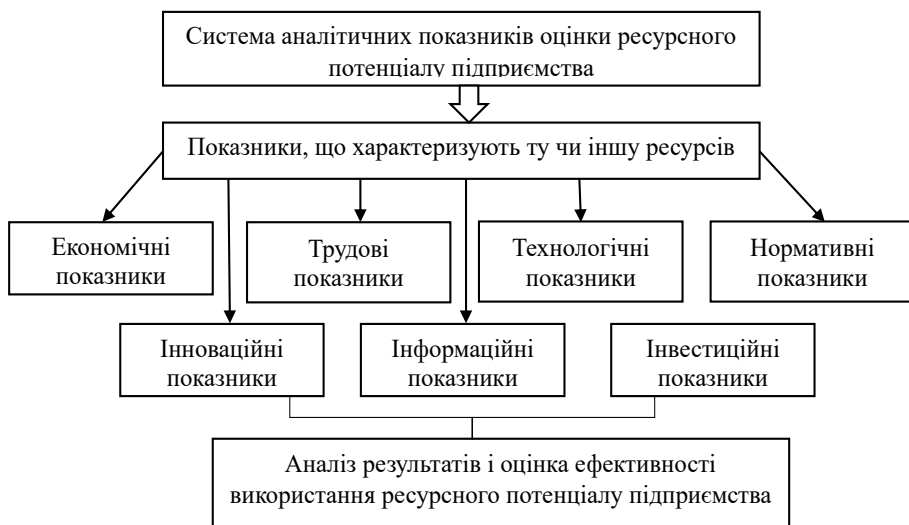 Система аналітичних показників оцінки ресурсного
потенціалу підприємства
Показники, що характеризують ту чи іншу ресурсів
Економічні
показники
Трудові
показники
Технологічні
показники
Нормативні
показники
Інноваційні
показники
Інформаційні
показники
Інвестиційні
показники
Аналіз результатів і оцінка ефективності
використання ресурсного потенціалу підприємства